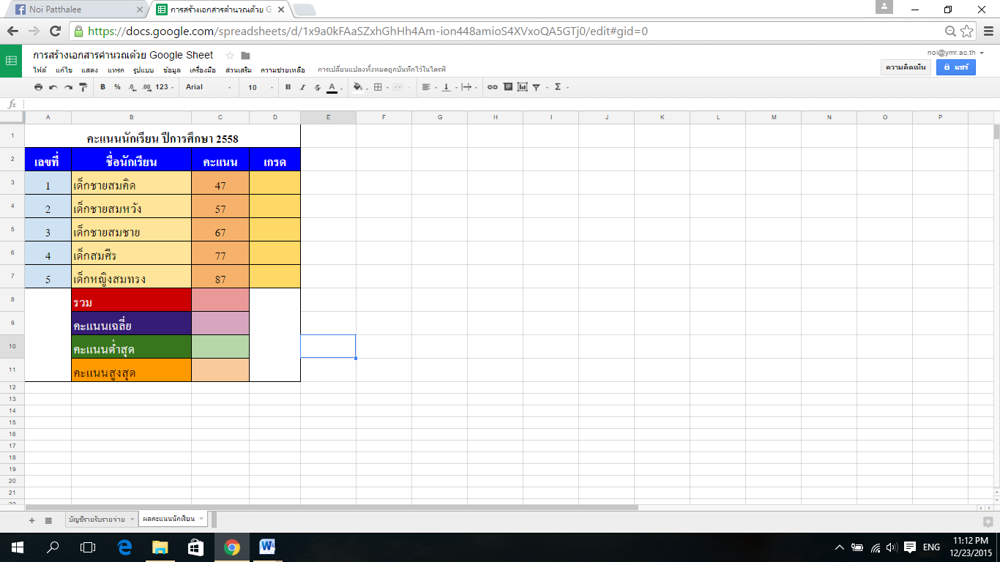 Noi Patthalee
การสร้างเอกสารคำนวณด้วย G
https://docs.google.com/spreadsheets/d/1x9a0kFAaSZxhGhHh4Am-ion448amioS4XVxoQA5GTj0/edit#gid=0
การสร้างเอกสารคำนวณด้วย Google Sheet
noi@ymr.ac.th
ไฟล์ แก้ไข แสดง แทรก รูปแบบ ข้อมูล เครื่องมือ ส่วนเสริม ความช่วยเหลือ การเปลี่ยนแปลงทั้งหมดถูกบันทึกไว้ในไดรฟ์
ความคิดเห็น แชร์
B % .0 .00 123 Arial 10 B I S A Σ
fx
A B C D E F G H I J K L M N O P
1 คะแนนนักเรียน ปีการศึกษา 2558
2 เลขที่ ชื่อนักเรียน คะแนน เกรด
3 1 เด็กชายสมคิด 47
4 2 เด็กชายสมหวัง 57
5 3 เด็กชายสมชาย 67
6 4 เด็กสมศีร 77
7 5 เด็กหญิงสมทรง 87
8 รวม
9 คะแนนเฉลี่ย
10 คะแนนต่ำสุด
11 คะแนนสูงสุด
12
13
14
15
16
17
18
19
20
21
22
บัญชีรายรับรายจ่าย ผลคะแนนนักเรียน
ENG
11:12 PM
12/23/2015